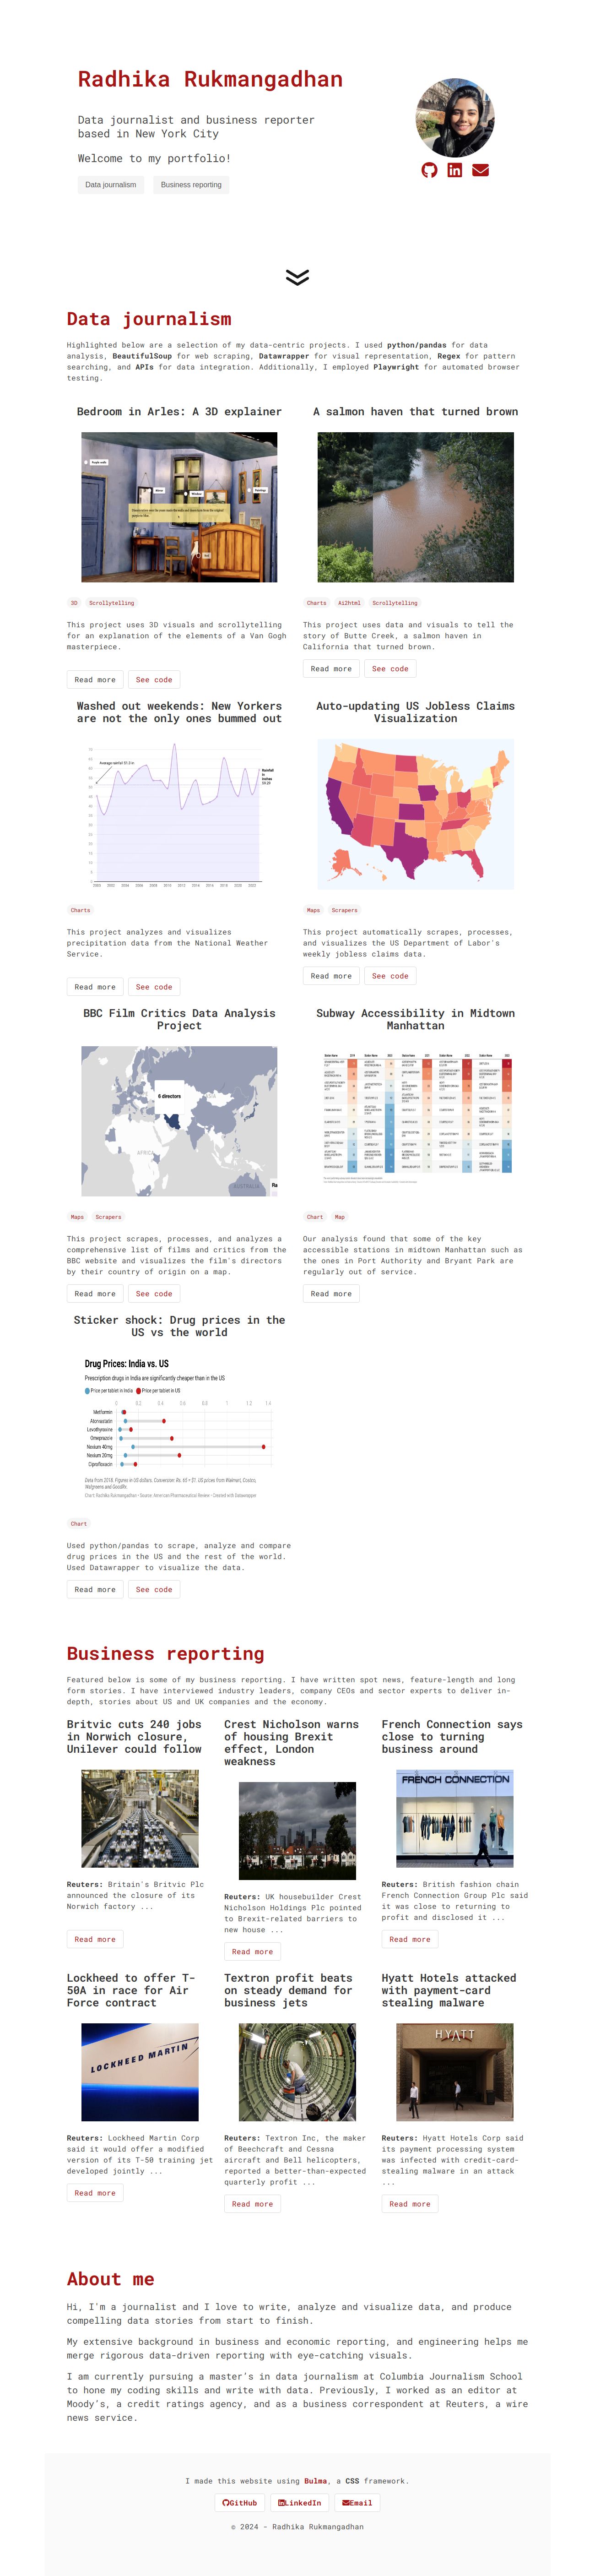 Radhika Rukmangadhan
Data journalist and business reporter
based in New York City
Welcome to my portfolio!
Data journalism
Business reporting
Data journalism
Highlighted below are a selection of my data-centric projects. I used python/pandas for data
analysis, BeautifulSoup for web scraping, Datawrapper for visual representation, Regex for pattern
searching, and APIs for data integration. Additionally, I employed Playwright for automated browser
testing.
Bedroom in Arles: A 3D explainer
3D
Scrollytelling
This project uses 3D visuals and scrollytelling
for an explanation of the elements of a Van Gogh
masterpiece.
Read more
See code
A salmon haven that turned brown
Charts
Ai2html
Scrollytelling
This project uses data and visuals to tell the
story of Butte Creek, a salmon haven in
California that turned brown.
Read more
See code
Washed out weekends: New Yorkers
are not the only ones bummed out
Charts
This project analyzes and visualizes
precipitation data from the National Weather
Service.
Read more
See code
Auto-updating US Jobless Claims
Visualization
Maps
Scrapers
This project automatically scrapes, processes,
and visualizes the US Department of Labor's
weekly jobless claims data.
Read more
See code
BBC Film Critics Data Analysis
Project
6 directors
AFRICA
Maps
Scrapers
This project scrapes, processes, and analyzes a
comprehensive list of films and critics from the
BBC website and visualizes the film's directors
by their country of origin on a map.
Read more
See code
Subway Accessibility in Midtown
Manhattan
Chart
Map
Our analysis found that some of the key
accessible stations in midtown Manhattan such as
the ones in Port Authority and Bryant Park are
regularly out of service.
Read more
Sticker shock: Drug prices in the
US vs the world
Drug Prices: India vs. US
Prescription drugs in India are significantly cheaper than in the US
Price per tablet in India
Price per tablet in US
0 0.2 0.4 0.6 0.8 1 1.2 1.4
Metformin
Atorvastatin
Levothyroxine
Omeprazole
Nexium 40mg
Nexium 20mg
Ciprofloxacin
Chart
Used python/pandas to scrape, analyze and compare
drug prices in the US and the rest of the world.
Used Datawrapper to visualize the data.
Read more
See code
Business reporting
Featured below is some of my business reporting. I have written spot news, feature-length and long
form stories. I have interviewed industry leaders, company CEOs and sector experts to deliver in-
depth, stories about US and UK companies and the economy.
Britvic cuts 240 jobs
in Norwich closure,
Unilever could follow
Reuters: Britain's Britvic Plc
announced the closure of its
Norwich factory ...
Read more
Crest Nicholson warns
of housing Brexit
effect, London
weakness
Reuters: UK housebuilder Crest
Nicholson Holdings Plc pointed
to Brexit-related barriers to
new house ...
Read more
French Connection says
close to turning
business around
FRENCH CONNECTION
Reuters: British fashion chain
French Connection Group Plc said
it was close to returning to
profit and disclosed it ...
Read more
Lockheed to offer T-
50A in race for Air
Force contract
LOCKHEED MARTIN
Reuters: Lockheed Martin Corp
said it would offer a modified
version of its T-50 training jet
developed jointly ...
Read more
Textron profit beats
on steady demand for
business jets
Reuters: Textron Inc, the maker
of Beechcraft and Cessna
aircraft and Bell helicopters,
reported a better-than-expected
quarterly profit ...
Read more
Hyatt Hotels attacked
with payment-card
stealing malware
HYATT
Reuters: Hyatt Hotels Corp said
its payment processing system
was infected with credit-card-
stealing malware in an attack
...
Read more
About me
Hi, I'm a journalist and I love to write, analyze and visualize data, and produce
compelling data stories from start to finish.
My extensive background in business and economic reporting, and engineering helps me
merge rigorous data-driven reporting with eye-catching visuals.
I am currently pursuing a master's in data journalism at Columbia Journalism School
to hone my coding skills and write with data. Previously, I worked as an editor at
Moody's, a credit ratings agency, and as a business correspondent at Reuters, a wire
news service.
I made this website using Bulma, a CSS framework.
GitHub
LinkedIn
Email
© 2024 - Radhika Rukmangadhan